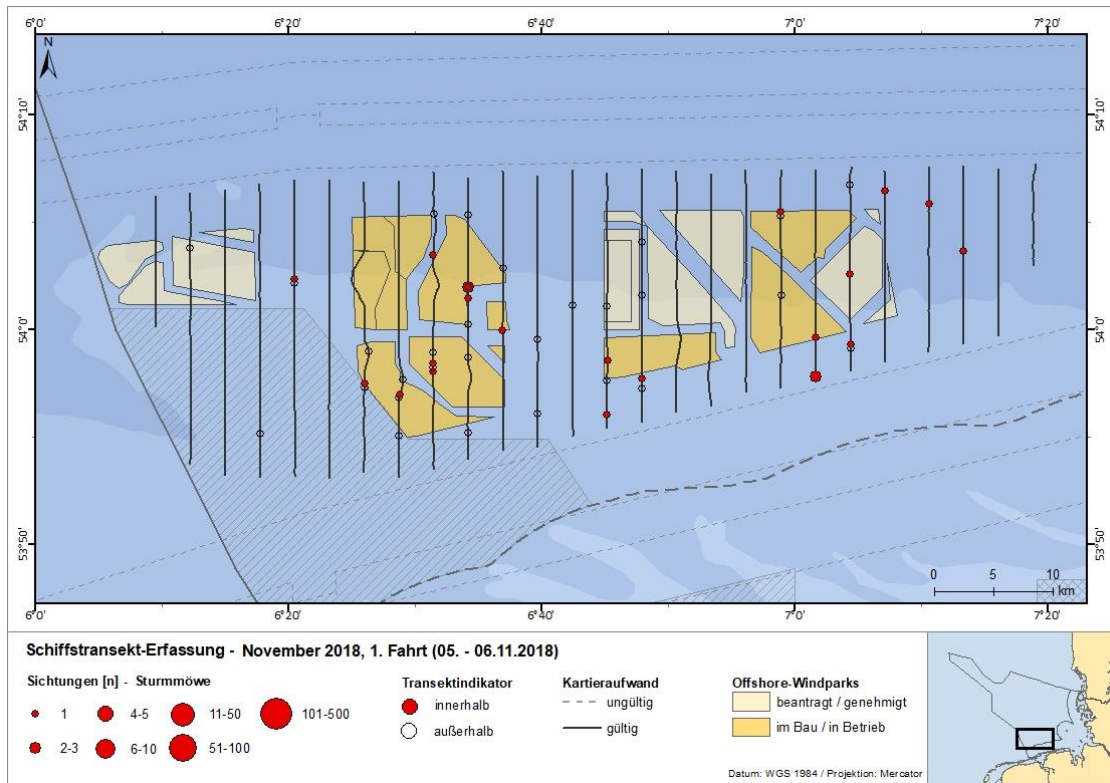 6°0' 6°20' 6°40' 7°0' 7°20'
N
54°10' 54°10'
54°0' 54°0'
53°50' 53°50'
0 5 10
km
6°0' 6°20' 6°40' 7°0' 7°20'
Schiffstransekt-Erfassung - November 2018, 1. Fahrt (05. - 06.11.2018)
Sichtungen [n] - Sturmmöwe
1 4-5 11-50 101-500
2-3 6-10 51-100
Transektindikator
innerhalb
außerhalb
Kartieraufwand
ungültig
gültig
Offshore-Windparks
beantragt / genehmigt
im Bau / in Betrieb
Datum: WGS 1984 / Projektion: Mercator